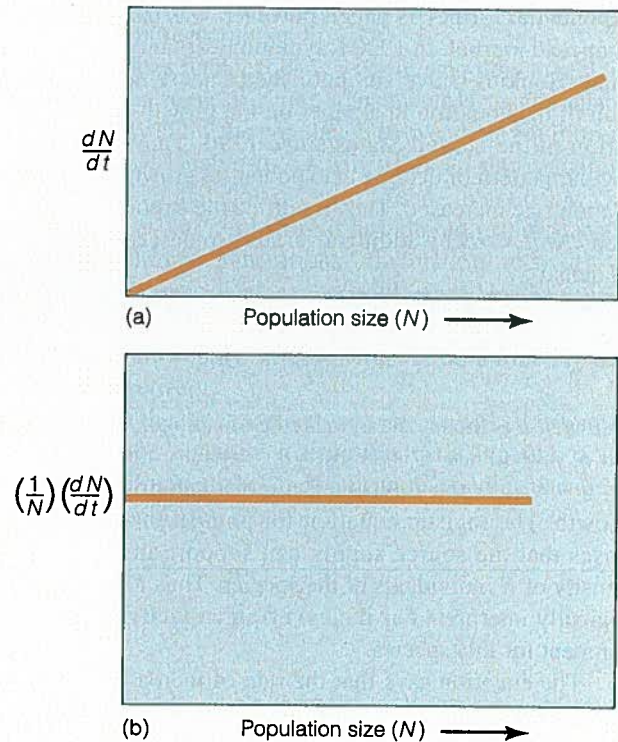 dN
dt
(a) Population size (N) ⟶
(1/N) (dN/dt)
(b) Population size (N) ⟶